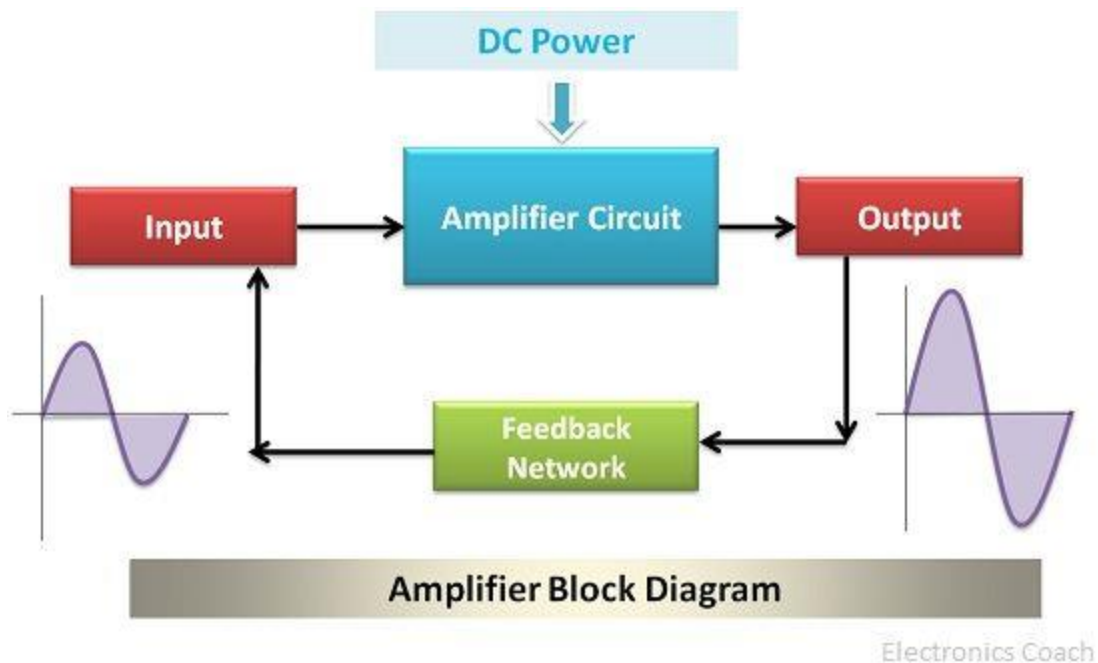 DC Power
Input
Amplifier Circuit
Output
Feedback
Network
Amplifier Block Diagram
Electronics Coach